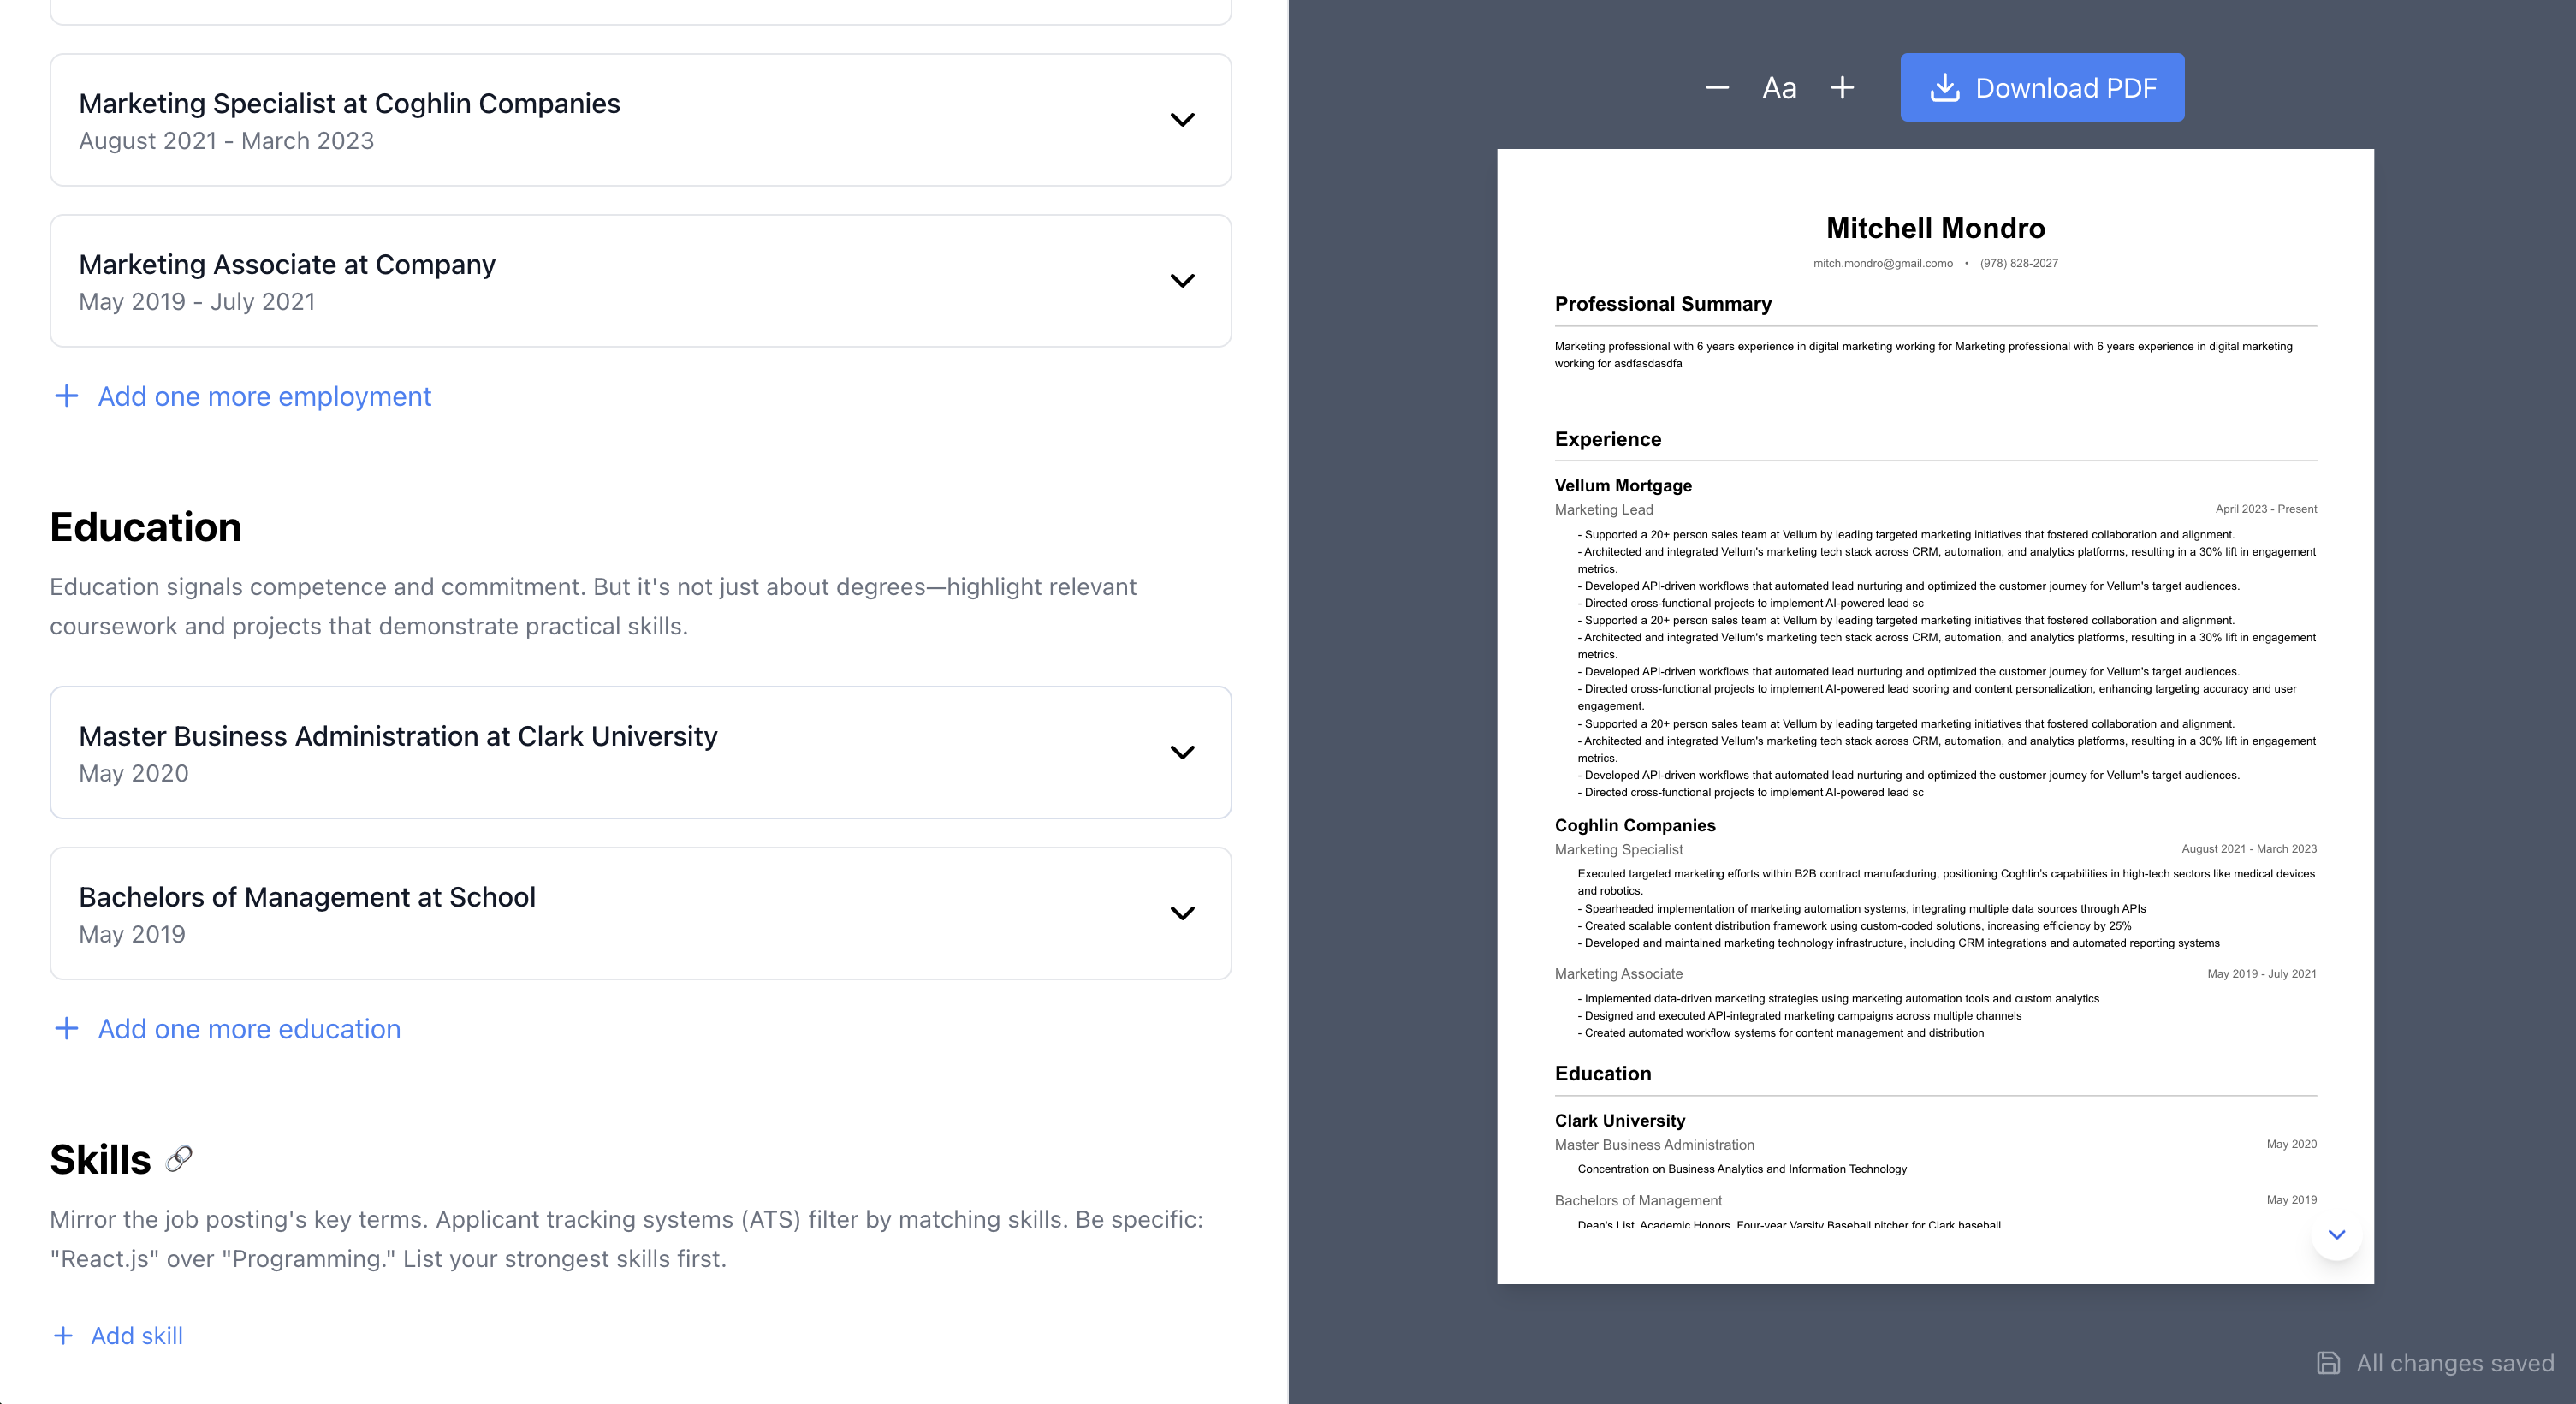 Marketing Specialist at Coghlin Companies
August 2021 - March 2023
Marketing Associate at Company
May 2019 - July 2021
Add one more employment
Education
Education signals competence and commitment. But it's not just about degrees—highlight relevant
coursework and projects that demonstrate practical skills.
Master Business Administration at Clark University
May 2020
Bachelors of Management at School
May 2019
Add one more education
Skills
Mirror the job posting's key terms. Applicant tracking systems (ATS) filter by matching skills. Be specific:
"React.js" over "Programming." List your strongest skills first.
Add skill
Aa
Download PDF
Mitchell Mondro
mitch.mondro@gmail.como • (978) 828-2027
Professional Summary
Marketing professional with 6 years experience in digital marketing working for Marketing professional with 6 years experience in digital marketing
working for asdfasdasdfa
Experience
Vellum Mortgage
Marketing Lead April 2023 - Present
- Supported a 20+ person sales team at Vellum by leading targeted marketing initiatives that fostered collaboration and alignment.
- Architected and integrated Vellum's marketing tech stack across CRM, automation, and analytics platforms, resulting in a 30% lift in engagement
metrics.
- Developed API-driven workflows that automated lead nurturing and optimized the customer journey for Vellum's target audiences.
- Directed cross-functional projects to implement AI-powered lead sc
- Supported a 20+ person sales team at Vellum by leading targeted marketing initiatives that fostered collaboration and alignment.
- Architected and integrated Vellum's marketing tech stack across CRM, automation, and analytics platforms, resulting in a 30% lift in engagement
metrics.
- Developed API-driven workflows that automated lead nurturing and optimized the customer journey for Vellum's target audiences.
- Directed cross-functional projects to implement AI-powered lead scoring and content personalization, enhancing targeting accuracy and user
engagement.
- Supported a 20+ person sales team at Vellum by leading targeted marketing initiatives that fostered collaboration and alignment.
- Architected and integrated Vellum's marketing tech stack across CRM, automation, and analytics platforms, resulting in a 30% lift in engagement
metrics.
- Developed API-driven workflows that automated lead nurturing and optimized the customer journey for Vellum's target audiences.
- Directed cross-functional projects to implement AI-powered lead sc
Coghlin Companies
Marketing Specialist August 2021 - March 2023
Executed targeted marketing efforts within B2B contract manufacturing, positioning Coghlin's capabilities in high-tech sectors like medical devices
and robotics.
- Spearheaded implementation of marketing automation systems, integrating multiple data sources through APIs
- Created scalable content distribution framework using custom-coded solutions, increasing efficiency by 25%
- Developed and maintained marketing technology infrastructure, including CRM integrations and automated reporting systems
Marketing Associate May 2019 - July 2021
- Implemented data-driven marketing strategies using marketing automation tools and custom analytics
- Designed and executed API-integrated marketing campaigns across multiple channels
- Created automated workflow systems for content management and distribution
Education
Clark University
Master Business Administration May 2020
Concentration on Business Analytics and Information Technology
Bachelors of Management May 2019
Dean's List, Academic Honors, Four-year Varsity Baseball pitcher for Clark baseball
All changes saved